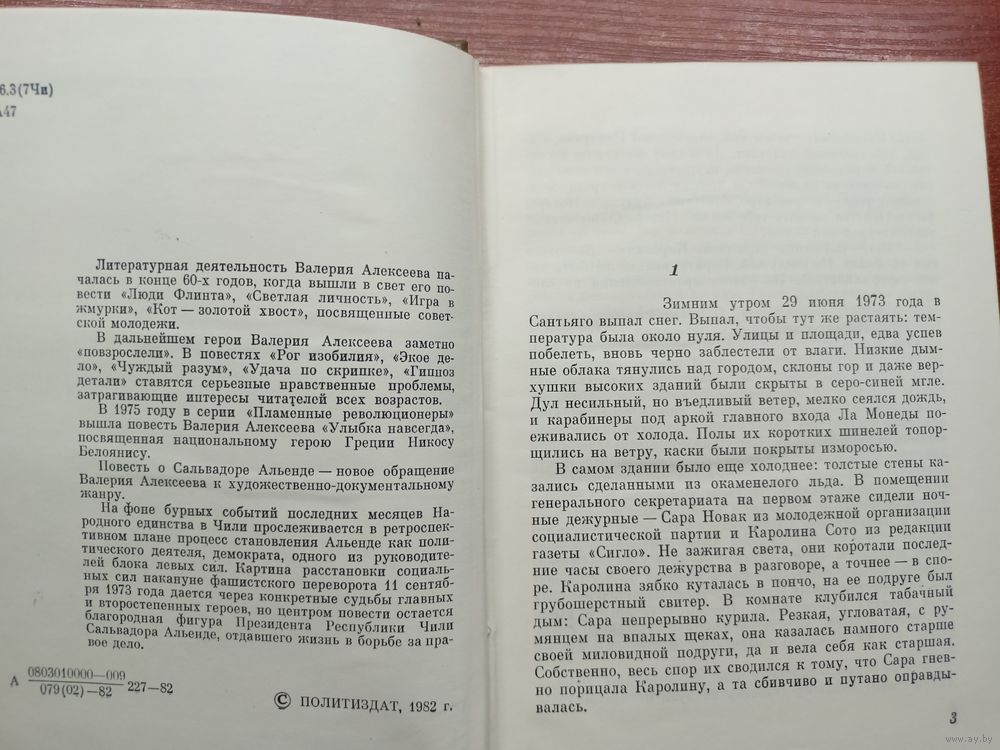 6.3(7Чи)
А47
Литературная деятельность Валерия Алексеева на-
чалась в конце 60-х годов, когда вышли в свет его по-
вести «Люди Флинта», «Светлая личность», «Игра в
жмурки», «Кот — золотой хвост», посвященные совет-
ской молодежи.
В дальнейшем герои Валерия Алексеева заметно
«повзрослели». В повестях «Рог изобилия», «Экое де-
ло», «Чуждый разум», «Удача по скрипке», «Гипноз
детали» ставятся серьезные нравственные проблемы,
затрагивающие интересы читателей всех возрастов.
В 1975 году в серии «Пламенные революционеры»
вышла повесть Валерия Алексеева «Улыбка навсегда»,
посвященная национальному герою Греции Никосу
Белояннису.
Повесть о Сальвадоре Альенде — новое обращение
Валерия Алексеева к художественно-документальному
жанру.
На фоне бурных событий последних месяцев На-
родного единства в Чили прослеживается в ретроспек-
тивном плане процесс становления Альенде как поли-
тического деятеля, демократа, одного из руководите-
лей блока левых сил. Картина расстановки социаль-
ных сил накануне фашистского переворота 11 сентяб-
ря 1973 года дается через конкретные судьбы главных
и второстепенных героев, но центром повести остается
благородная фигура Президента Республики Чили
Сальвадора Альенде, отдавшего жизнь в борьбе за пра-
вое дело.
А 0803010000—009
079(02)—82 227—82
© ПОЛИТИЗДАТ, 1982 г.
1
Зимним утром 29 июня 1973 года в
Сантьяго выпал снег. Выпал, чтобы тут же растаять: тем-
пература была около нуля. Улицы и площади, едва успев
побелеть, вновь черно заблестели от влаги. Низкие дым-
ные облака тянулись над городом, склоны гор и даже вер-
хушки высоких зданий были скрыты в серо-синей мгле.
Дул несильный, но въедливый ветер, мелко сеялся дождь,
и карабинеры под аркой главного входа Ла Монеды по-
еживались от холода. Полы их коротких шинелей топор-
щились на ветру, каски были покрыты изморосью.
В самом здании было еще холоднее: толстые стены ка-
зались сделанными из окаменелого льда. В помещении
генерального секретариата на первом этаже сидели ноч-
ные дежурные — Сара Новак из молодежной организации
социалистической партии и Каролина Сото из редакции
газеты «Сигло». Не зажигая света, они коротали послед-
ние часы своего дежурства в разговоре, а точнее — в спо-
ре. Каролина зябко куталась в пончо, на ее подруге был
грубошерстный свитер. В комнате клубился табачный
дым: Сара непрерывно курила. Резкая, угловатая, с ру-
мянцем на впалых щеках, она казалась намного старше
своей миловидной подруги, да и вела себя как старшая.
Собственно, весь спор их сводился к тому, что Сара гнев-
но порицала Каролину, а та сбивчиво и путано оправды-
валась.
3
www.ay.by